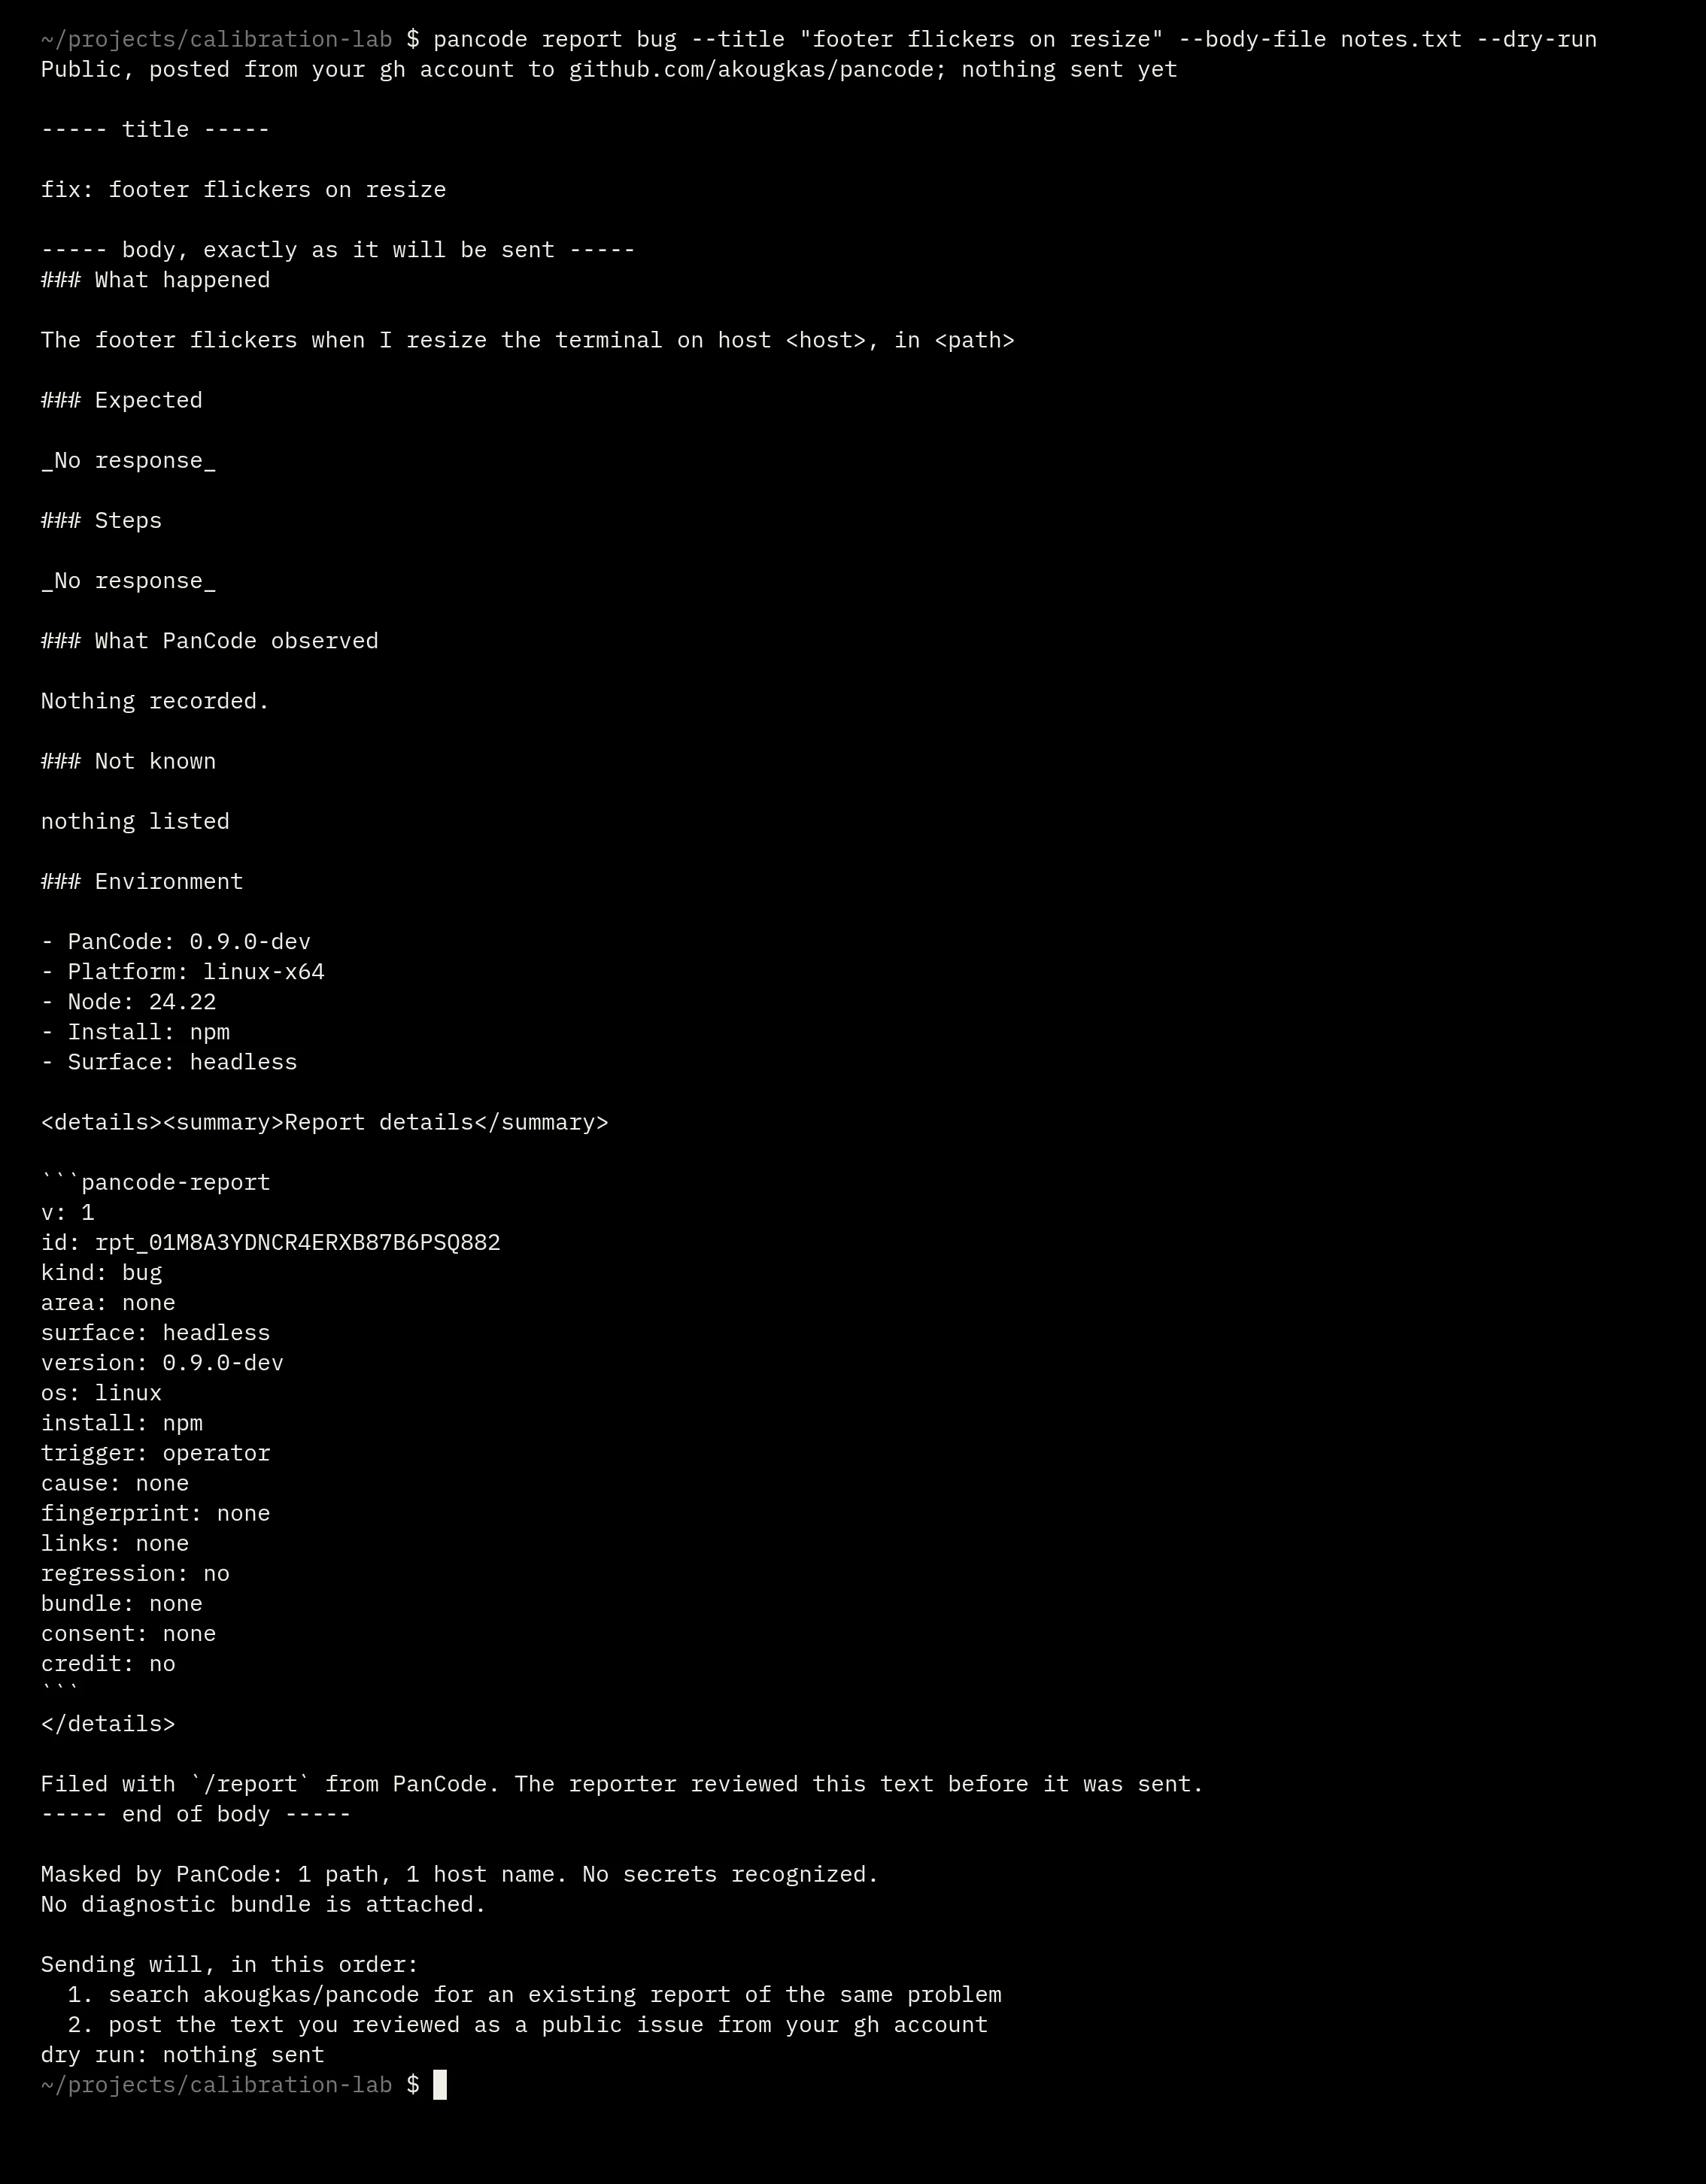 ~/projects/calibration-lab $ pancode report bug --title "footer flickers on resize" --body-file notes.txt --dry-run
Public, posted from your gh account to github.com/akougkas/pancode; nothing sent yet

----- title -----

fix: footer flickers on resize

----- body, exactly as it will be sent -----
### What happened

The footer flickers when I resize the terminal on host <host>, in <path>

### Expected

_No response_

### Steps

_No response_

### What PanCode observed

Nothing recorded.

### Not known

nothing listed

### Environment

- PanCode: 0.9.0-dev
- Platform: linux-x64
- Node: 24.22
- Install: npm
- Surface: headless

<details><summary>Report details</summary>

```pancode-report
v: 1
id: rpt_01M8A3YDNCR4ERXB87B6PSQ882
kind: bug
area: none
surface: headless
version: 0.9.0-dev
os: linux
install: npm
trigger: operator
cause: none
fingerprint: none
links: none
regression: no
bundle: none
consent: none
credit: no
```
</details>

Filed with `/report` from PanCode. The reporter reviewed this text before it was sent.
----- end of body -----

Masked by PanCode: 1 path, 1 host name. No secrets recognized.
No diagnostic bundle is attached.

Sending will, in this order:
  1. search akougkas/pancode for an existing report of the same problem
  2. post the text you reviewed as a public issue from your gh account
dry run: nothing sent
~/projects/calibration-lab $